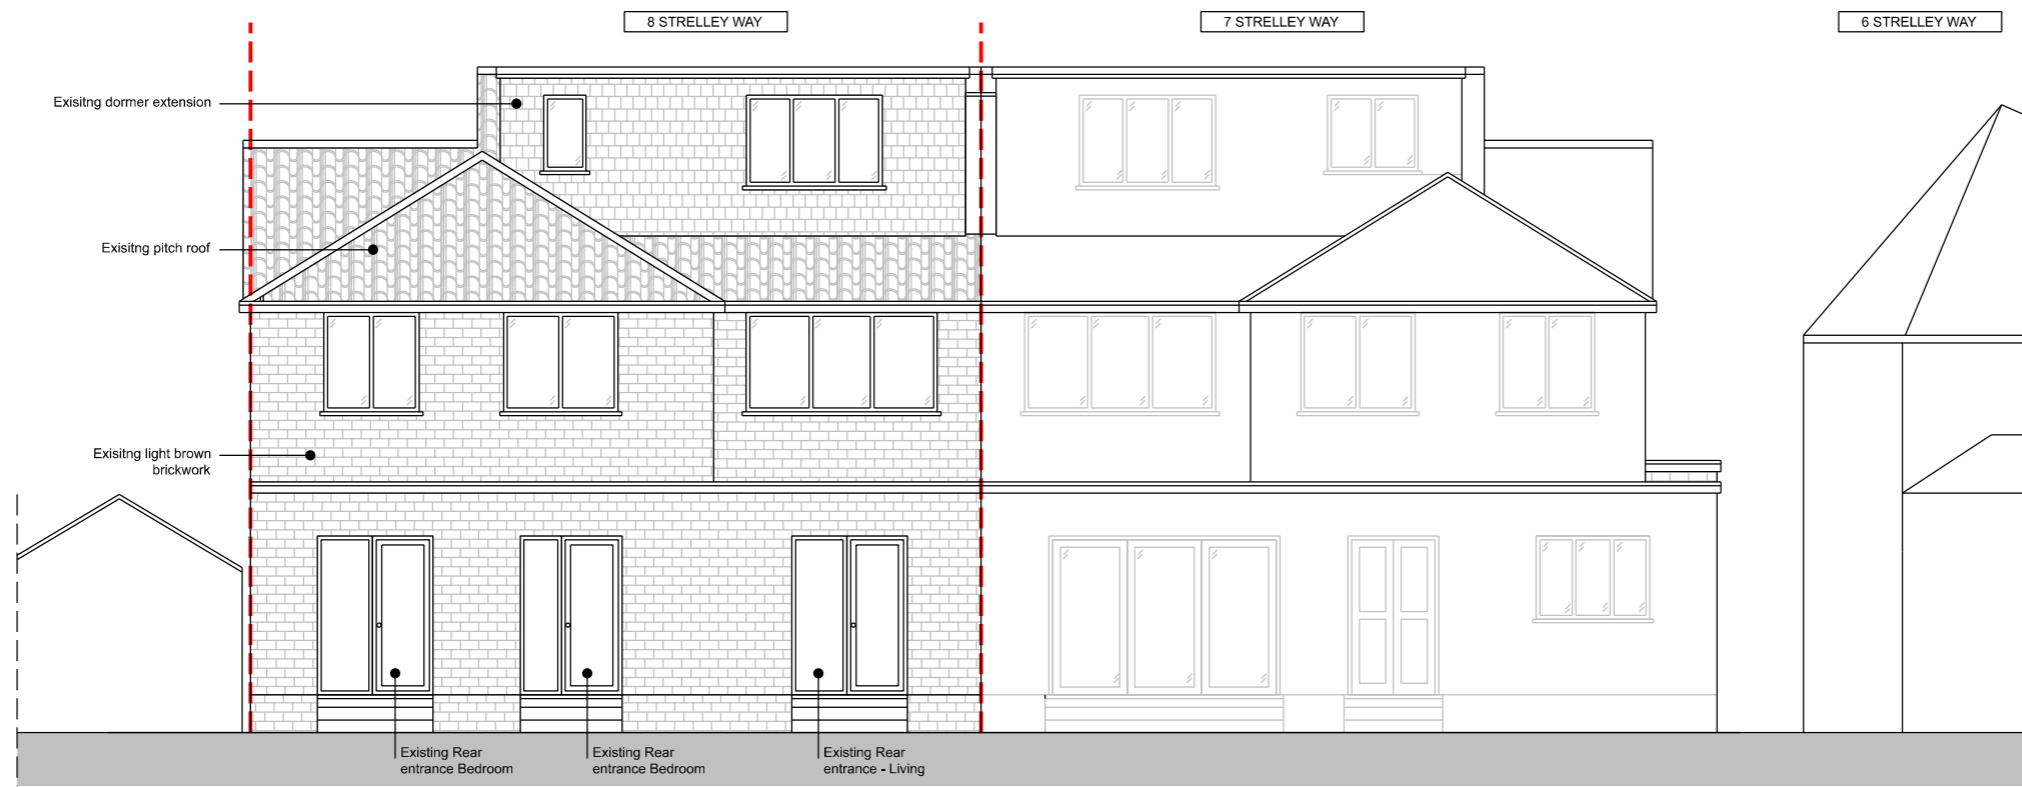 8 STRELLEY WAY
7 STRELLEY WAY
6 STRELLEY WAY
Exisitng dormer extension
Exisitng pitch roof
Exisitng light brown
brickwork
Existing Rear
entrance Bedroom
Existing Rear
entrance Bedroom
Existing Rear
entrance - Living